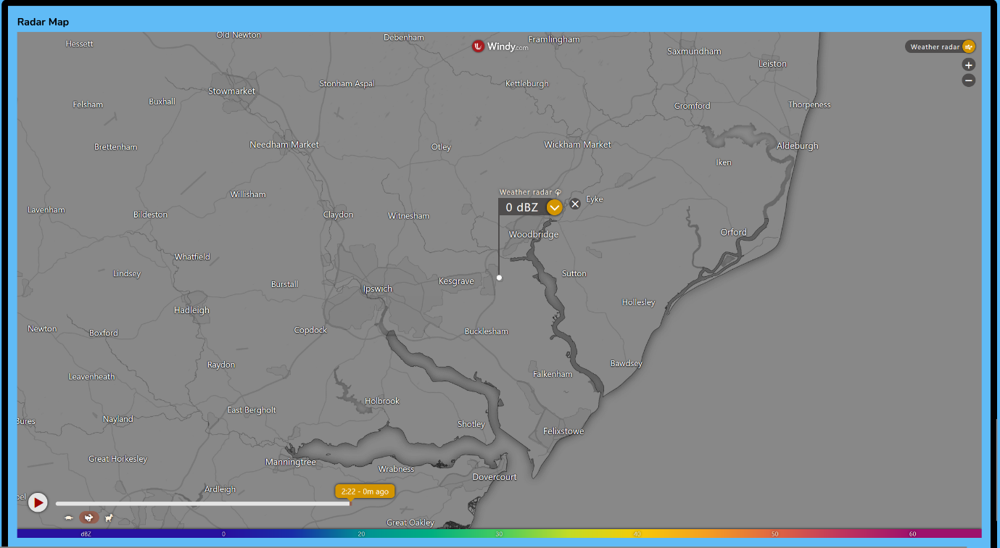 Radar Map
Old Newton
Debenham
Framlingham
Hessett
Windy.com
Weather radar
Saxmundham
Leiston
Stonham Aspal
Kettleburgh
Stowmarket
Felsham
Buxhall
Gromford
Thorpeness
Brettenham
Needham Market
Otley
Wickham Market
Aldeburgh
Iken
Weather radar
Willisham
Eyke
0 dBZ
Lavenham
Bildeston
Claydon
Witnesham
Woodbridge
Orford
Whatfield
Lindsey
Sutton
Burstall
Kesgrave
Ipswich
Hollesley
Hadleigh
Newton
Boxford
Copdock
Bucklesham
Raydon
Bawdsey
Leavenheath
Falkenham
Holbrook
East Bergholt
Bures
Nayland
Shotley
Felixstowe
Great Horkesley
Manningtree
Wrabness
Dovercourt
Ardleigh
2:22 - 0m ago
Great Oakley
dBZ 0 20 30 40 50 60